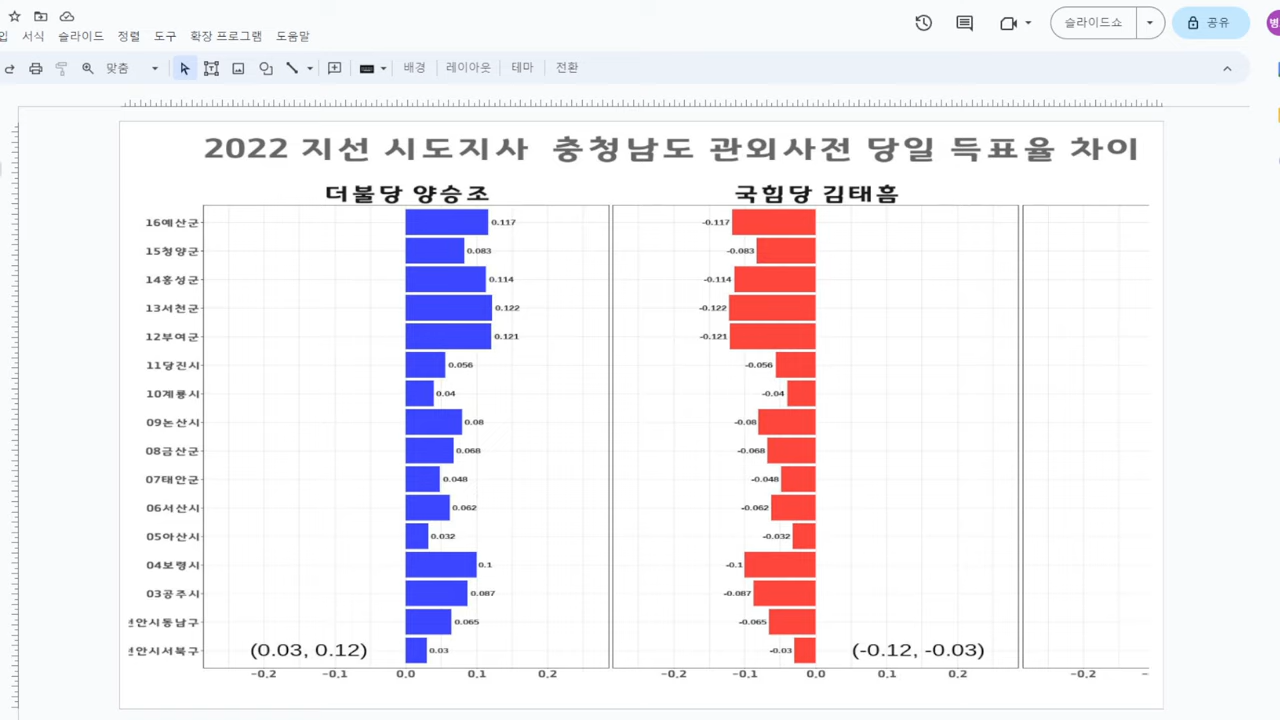 입 서식 슬라이드 정렬 도구 확장 프로그램 도움말
슬라이드쇼
공유
병
맞춤
배경 레이아웃 테마 전환
2022 지선 시도지사 충청남도 관외사전 당일 득표율 차이
더불당 양승조 국힘당 김태흠
16예산군 0.117 -0.117
15청양군 0.083 -0.083
14홍성군 0.114 -0.114
13서천군 0.122 -0.122
12부여군 0.121 -0.121
11당진시 0.056 -0.056
10계룡시 0.04 -0.04
09논산시 0.08 -0.08
08금산군 0.068 -0.068
07태안군 0.048 -0.048
06서산시 0.062 -0.062
05아산시 0.032 -0.032
04보령시 0.1 -0.1
03공주시 0.087 -0.087
안시동남구 0.065 -0.065
안시서북구 (0.03, 0.12) 0.03 -0.03 (-0.12, -0.03)
-0.2 -0.1 0.0 0.1 0.2 -0.2 -0.1 0.0 0.1 0.2 -0.2